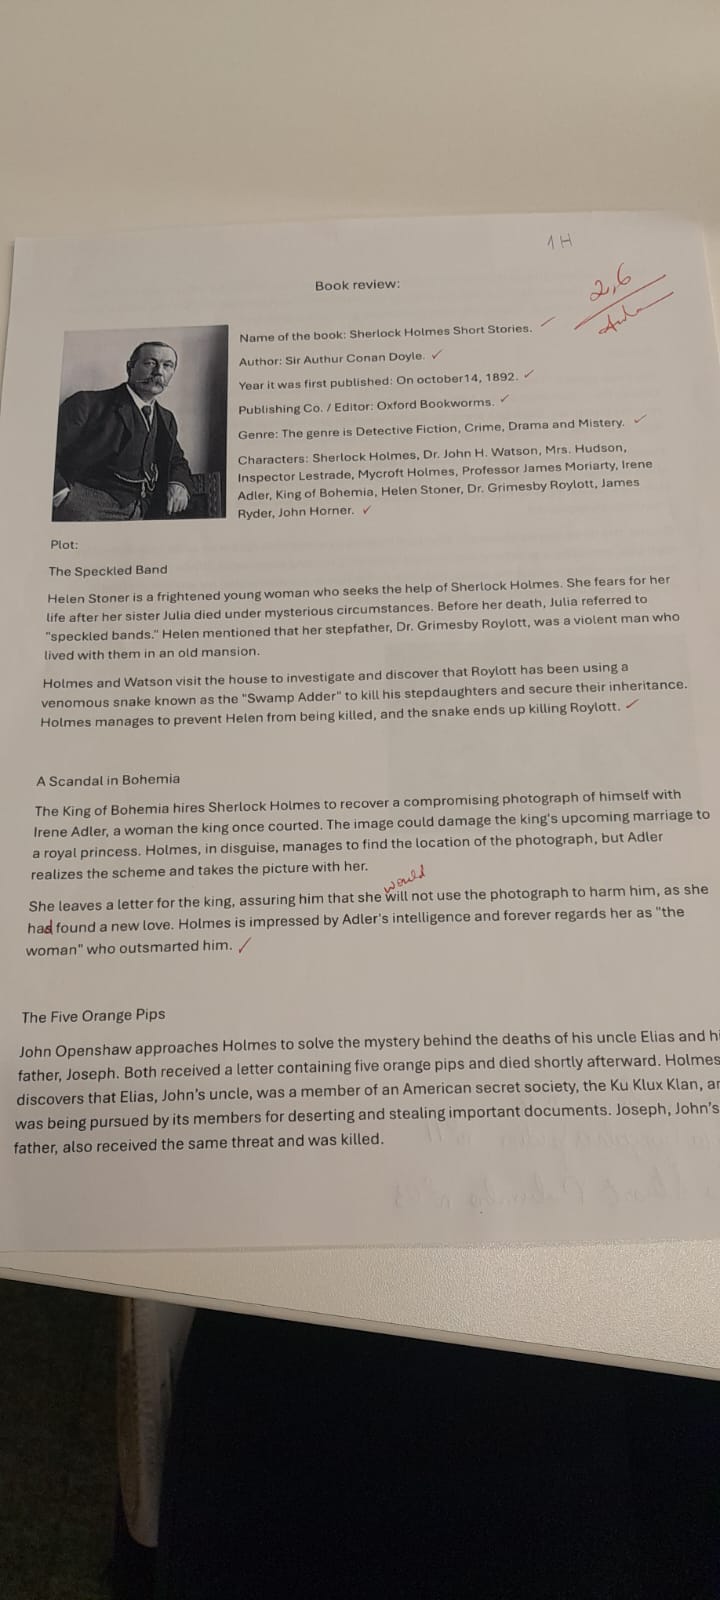 1H
Book review:
2,6
Name of the book: Sherlock Holmes Short Stories.
Author: Sir Authur Conan Doyle.
Year it was first published: On october14, 1892.
Publishing Co. / Editor: Oxford Bookworms.
Genre: The genre is Detective Fiction, Crime, Drama and Mistery.
Characters: Sherlock Holmes, Dr. John H. Watson, Mrs. Hudson,
Inspector Lestrade, Mycroft Holmes, Professor James Moriarty, Irene
Adler, King of Bohemia, Helen Stoner, Dr. Grimesby Roylott, James
Ryder, John Horner.
Plot:
The Speckled Band
Helen Stoner is a frightened young woman who seeks the help of Sherlock Holmes. She fears for her
life after her sister Julia died under mysterious circumstances. Before her death, Julia referred to
"speckled bands." Helen mentioned that her stepfather, Dr. Grimesby Roylott, was a violent man who
lived with them in an old mansion.
Holmes and Watson visit the house to investigate and discover that Roylott has been using a
venomous snake known as the "Swamp Adder" to kill his stepdaughters and secure their inheritance.
Holmes manages to prevent Helen from being killed, and the snake ends up killing Roylott.
A Scandal in Bohemia
The King of Bohemia hires Sherlock Holmes to recover a compromising photograph of himself with
Irene Adler, a woman the king once courted. The image could damage the king's upcoming marriage to
a royal princess. Holmes, in disguise, manages to find the location of the photograph, but Adler
realizes the scheme and takes the picture with her.
would
She leaves a letter for the king, assuring him that she will not use the photograph to harm him, as she
had found a new love. Holmes is impressed by Adler's intelligence and forever regards her as "the
woman" who outsmarted him.
The Five Orange Pips
John Openshaw approaches Holmes to solve the mystery behind the deaths of his uncle Elias and hi
father, Joseph. Both received a letter containing five orange pips and died shortly afterward. Holmes
discovers that Elias, John's uncle, was a member of an American secret society, the Ku Klux Klan, an
was being pursued by its members for deserting and stealing important documents. Joseph, John's
father, also received the same threat and was killed.